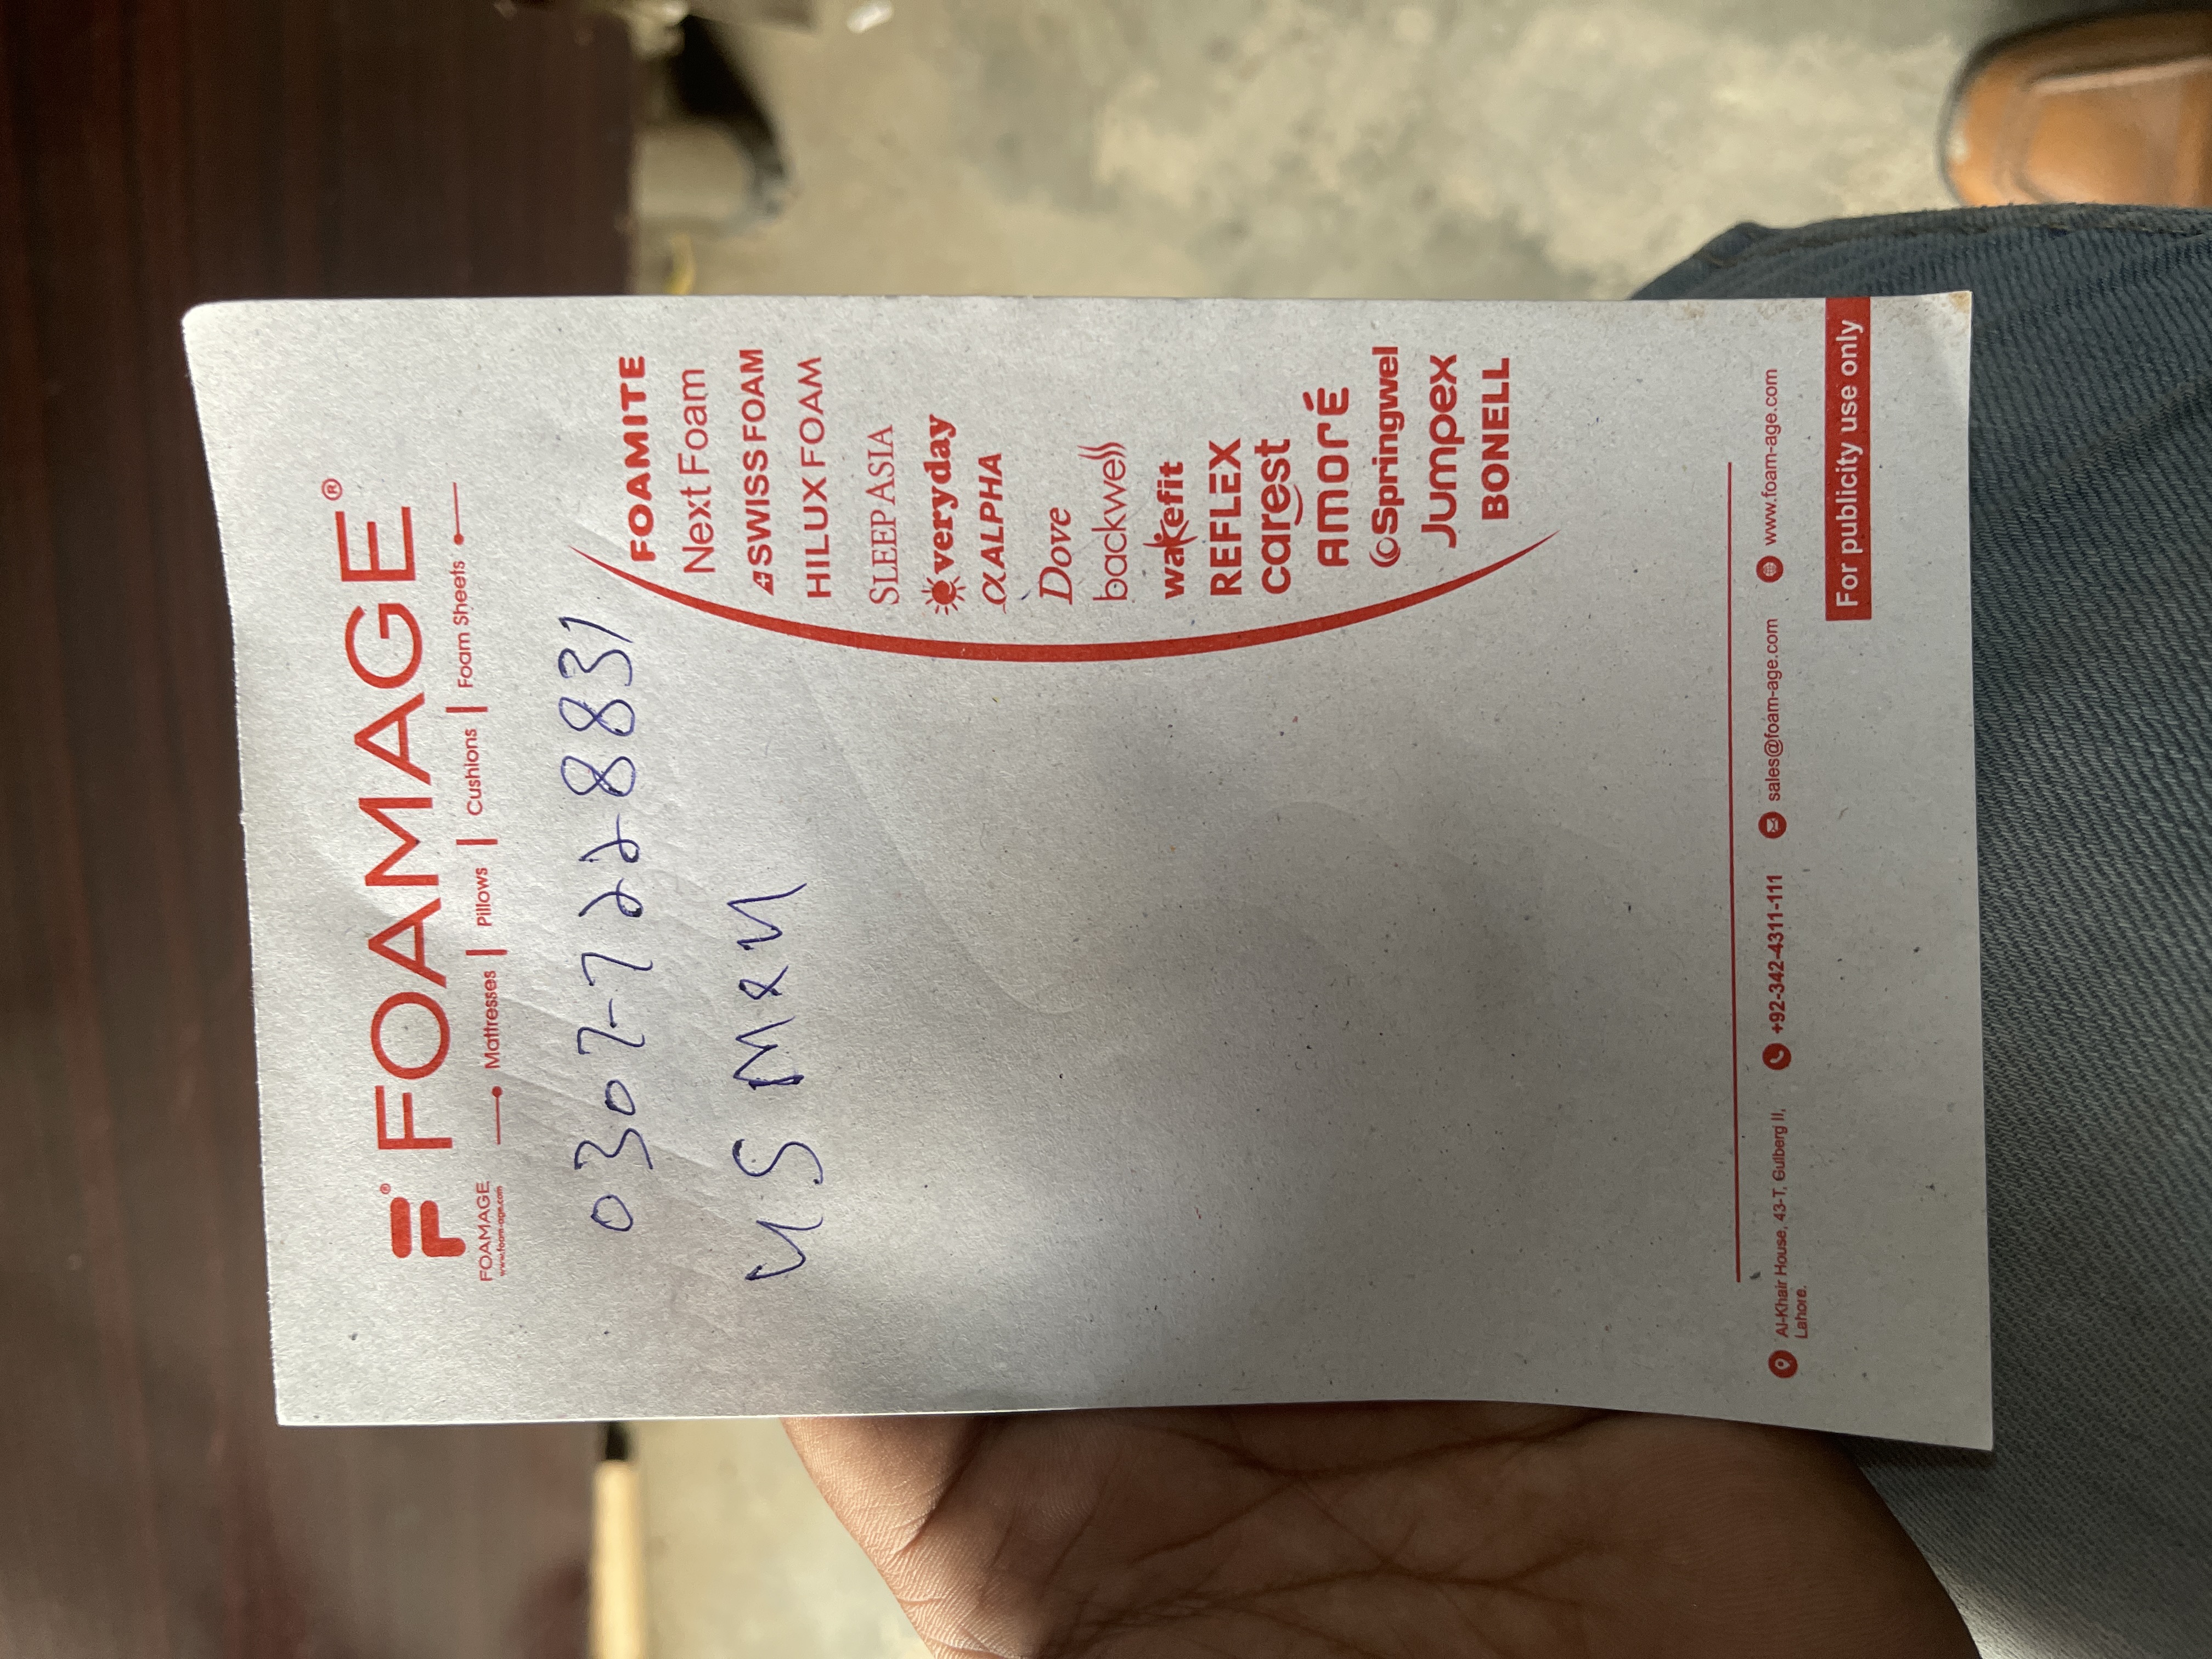 FOAMAGE®
FOAMAGE
www.foam-age.com
Mattresses | Pillows | Cushions | Foam Sheets
0307-7228831
USMAN
FOAMITE
Next Foam
SWISS FOAM
HILUX FOAM
SLEEP ASIA
everyday
αALPHA
Dove
backwell
wakefit
REFLEX
carest
AMORÉ
Springwel
Jumpex
BONELL
Al-Khair House, 43-T, Gulberg II,
Lahore.
+92-342-4311-111
sales@foam-age.com
www.foam-age.com
For publicity use only